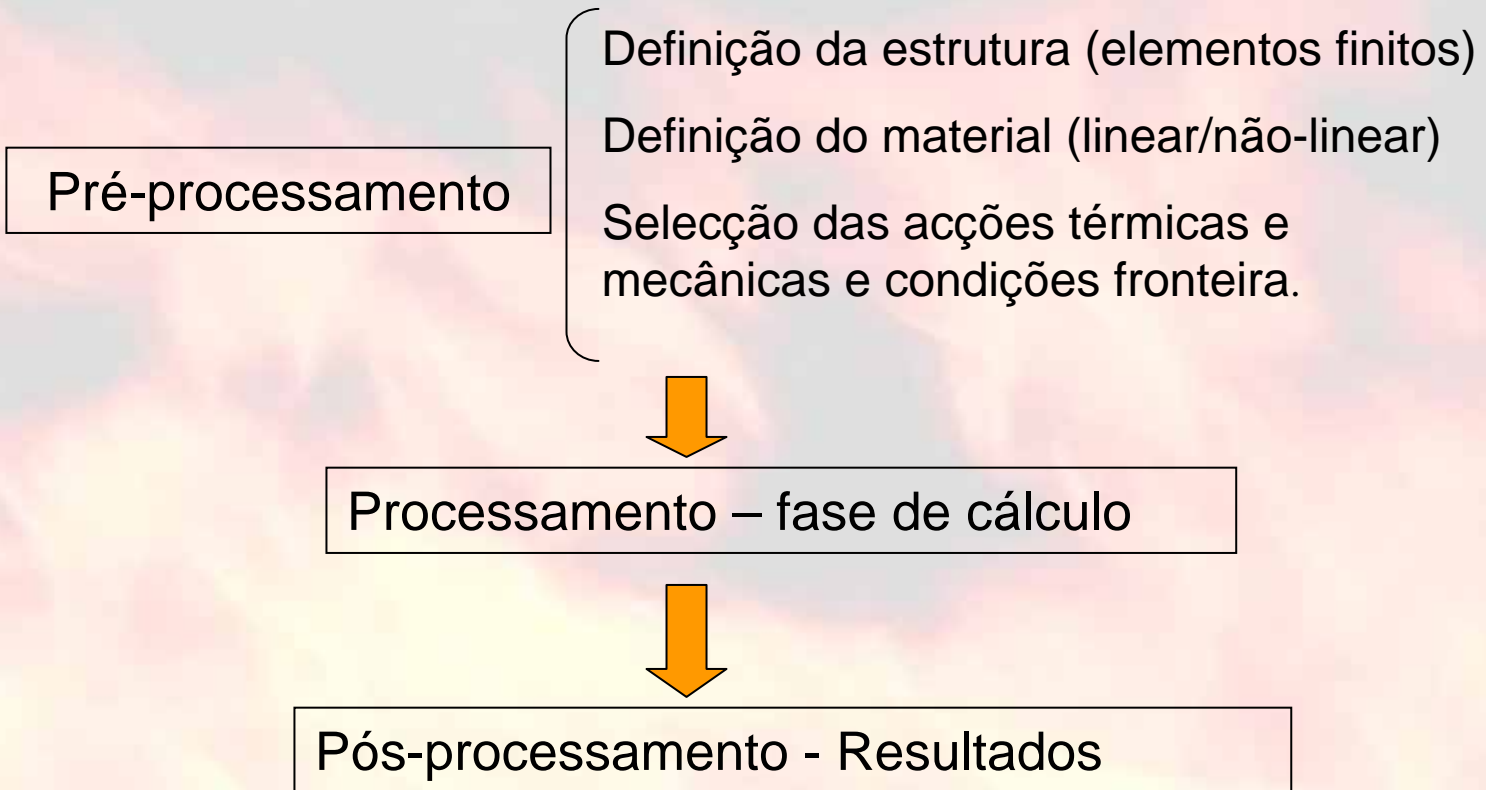 Definição da estrutura (elementos finitos)
Definição do material (linear/não-linear)
Pré-processamento
Selecção das acções térmicas e
mecânicas e condições fronteira.
Processamento – fase de cálculo
Pós-processamento - Resultados